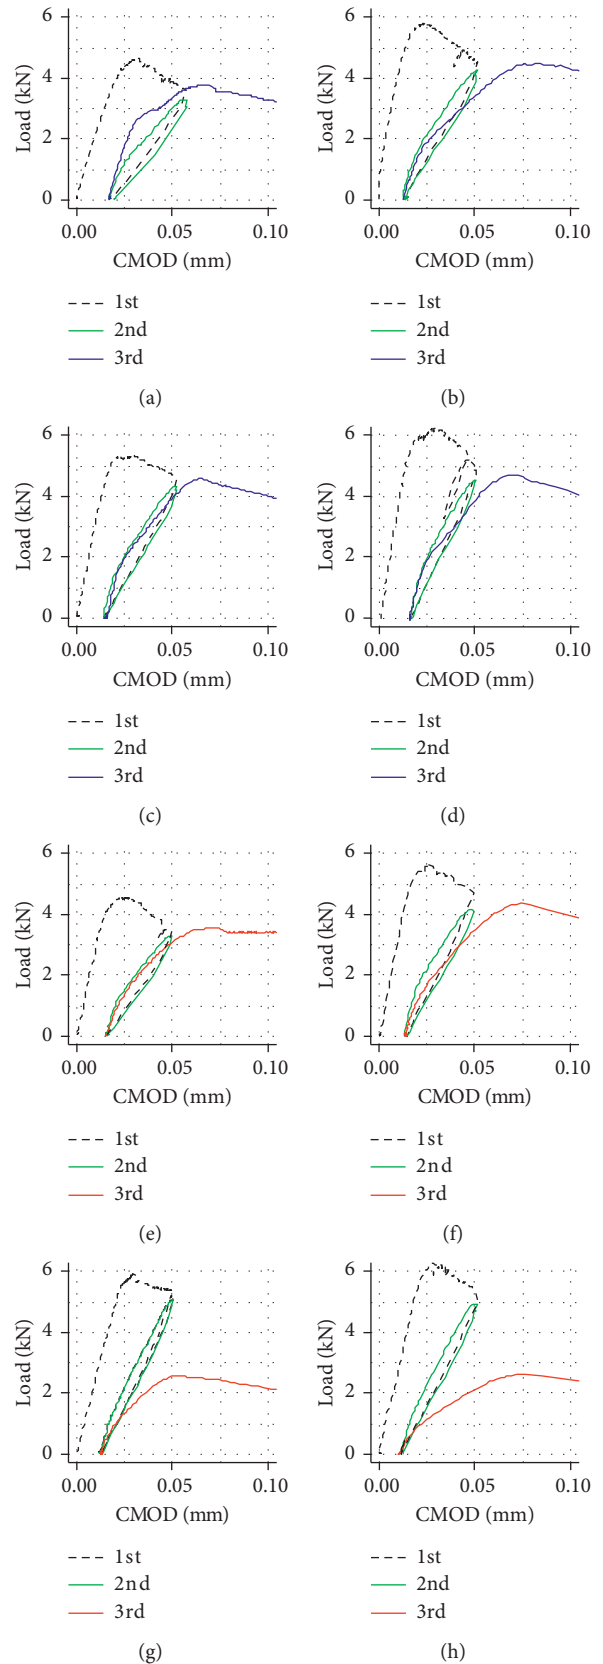 6
4
2
0
Load (kN)
0.00 0.05 0.10
CMOD (mm)
1st
2nd
3rd
(a)
6
4
2
0
Load (kN)
0.00 0.05 0.10
CMOD (mm)
1st
2nd
3rd
(b)
6
4
2
0
Load (kN)
0.00 0.05 0.10
CMOD (mm)
1st
2nd
3rd
(c)
6
4
2
0
Load (kN)
0.00 0.05 0.10
CMOD (mm)
1st
2nd
3rd
(d)
6
4
2
0
Load (kN)
0.00 0.05 0.10
CMOD (mm)
1st
2nd
3rd
(e)
6
4
2
0
Load (kN)
0.00 0.05 0.10
CMOD (mm)
1st
2nd
3rd
(f)
6
4
2
0
Load (kN)
0.00 0.05 0.10
CMOD (mm)
1st
2nd
3rd
(g)
6
4
2
0
Load (kN)
0.00 0.05 0.10
CMOD (mm)
1st
2nd
3rd
(h)